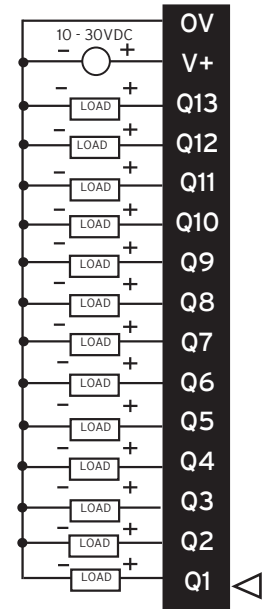 0V
10 - 30VDC
- + V+
- LOAD + Q13
- LOAD + Q12
- LOAD + Q11
- LOAD + Q10
- LOAD + Q9
- LOAD + Q8
- LOAD + Q7
- LOAD + Q6
- LOAD + Q5
- LOAD + Q4
- LOAD + Q3
- LOAD + Q2
- LOAD + Q1